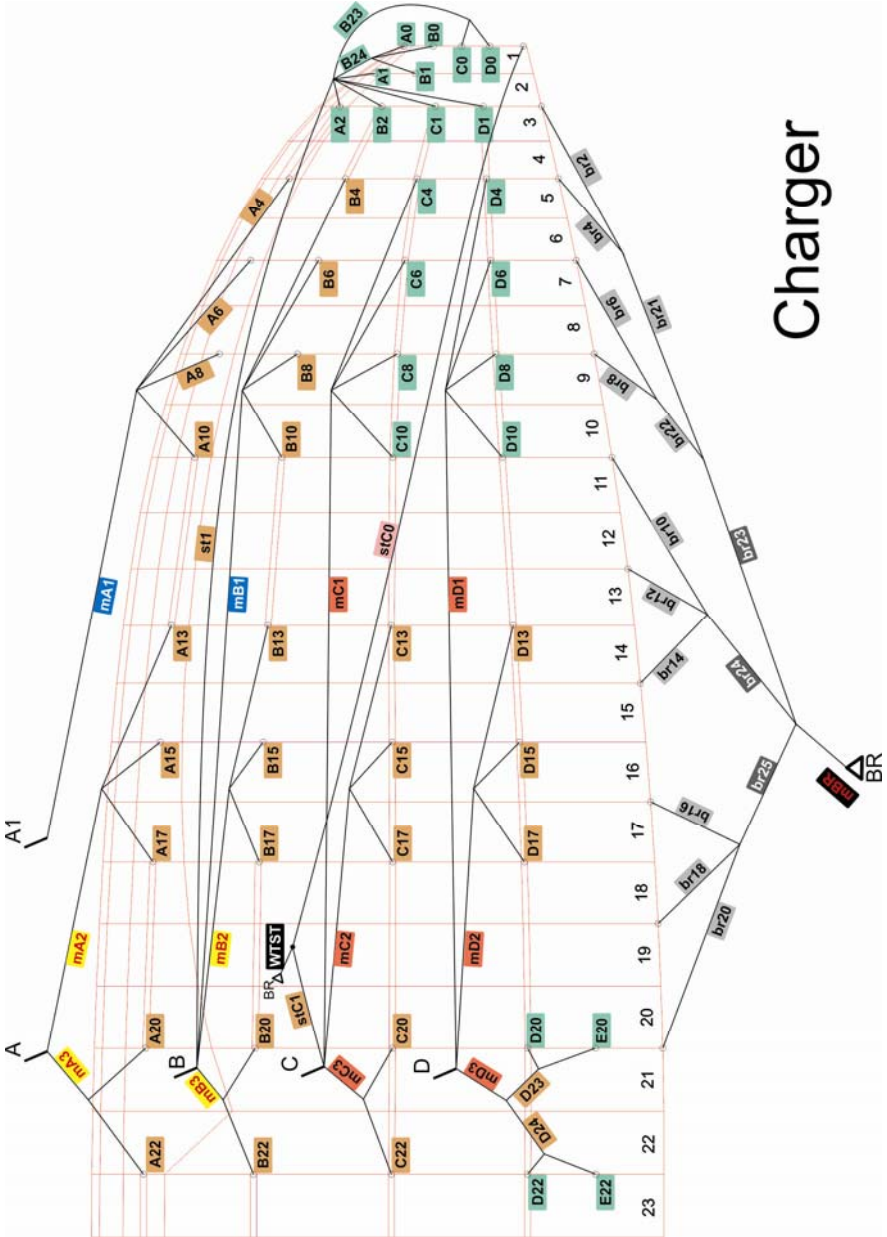 Charger
A1
A
B
C
D
mA1
mA2
mA3
st1
mB1
mB2
mB3
mC1
mC2
mC3
stC0
stC1
WTST
BR
mD1
mD2
mD3
A0
A1
A2
A4
A6
A8
A10
A13
A15
A17
A20
A22
B0
B1
B2
B4
B6
B8
B10
B13
B15
B17
B20
B22
B23
B24
C0
C1
C4
C6
C8
C10
C13
C15
C17
C20
C22
D0
D1
D4
D6
D8
D10
D13
D15
D17
D20
D22
D23
D24
E20
E22
1
2
3
4
5
6
7
8
9
10
11
12
13
14
15
16
17
18
19
20
21
22
23
br2
br4
br6
br8
br10
br12
br14
br16
br18
br20
br21
br22
br23
br24
br25
mBR
BR